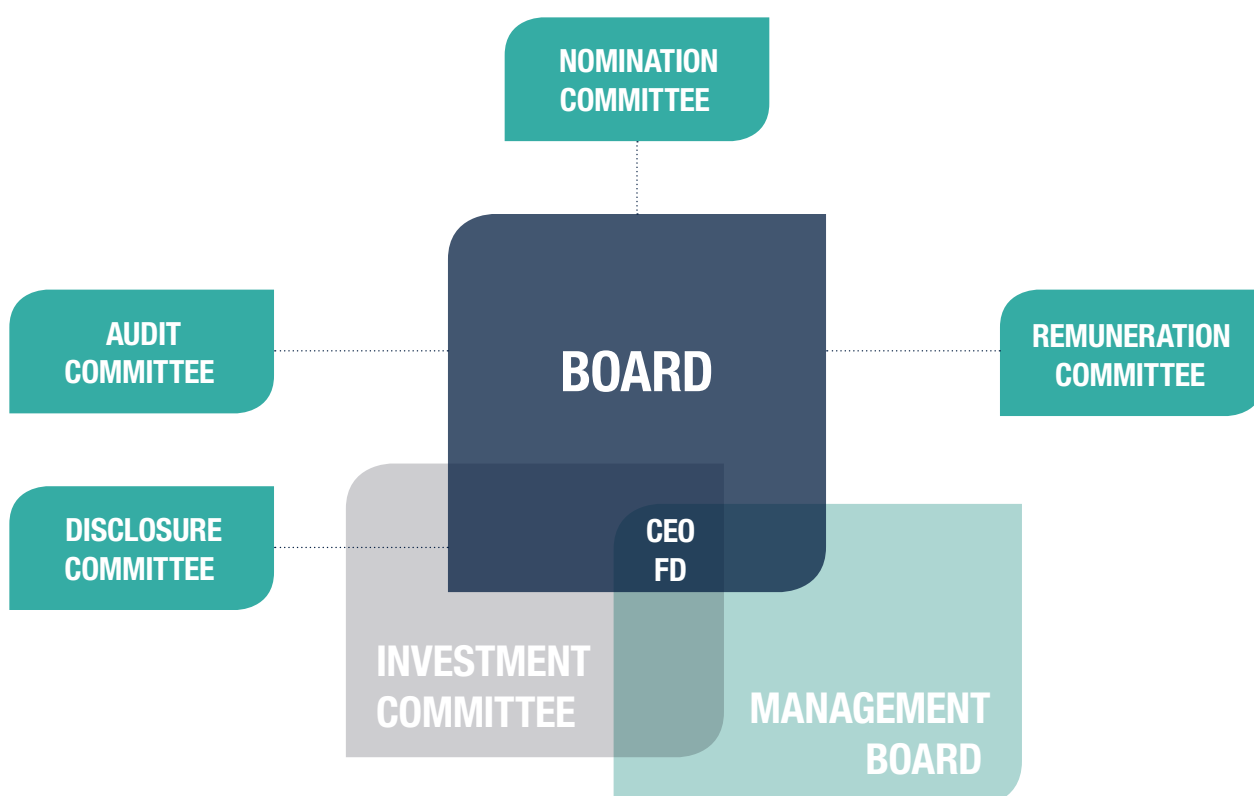 NOMINATION
COMMITTEE
AUDIT
COMMITTEE
BOARD
REMUNERATION
COMMITTEE
DISCLOSURE
COMMITTEE
CEO
FD
INVESTMENT
COMMITTEE
MANAGEMENT
BOARD